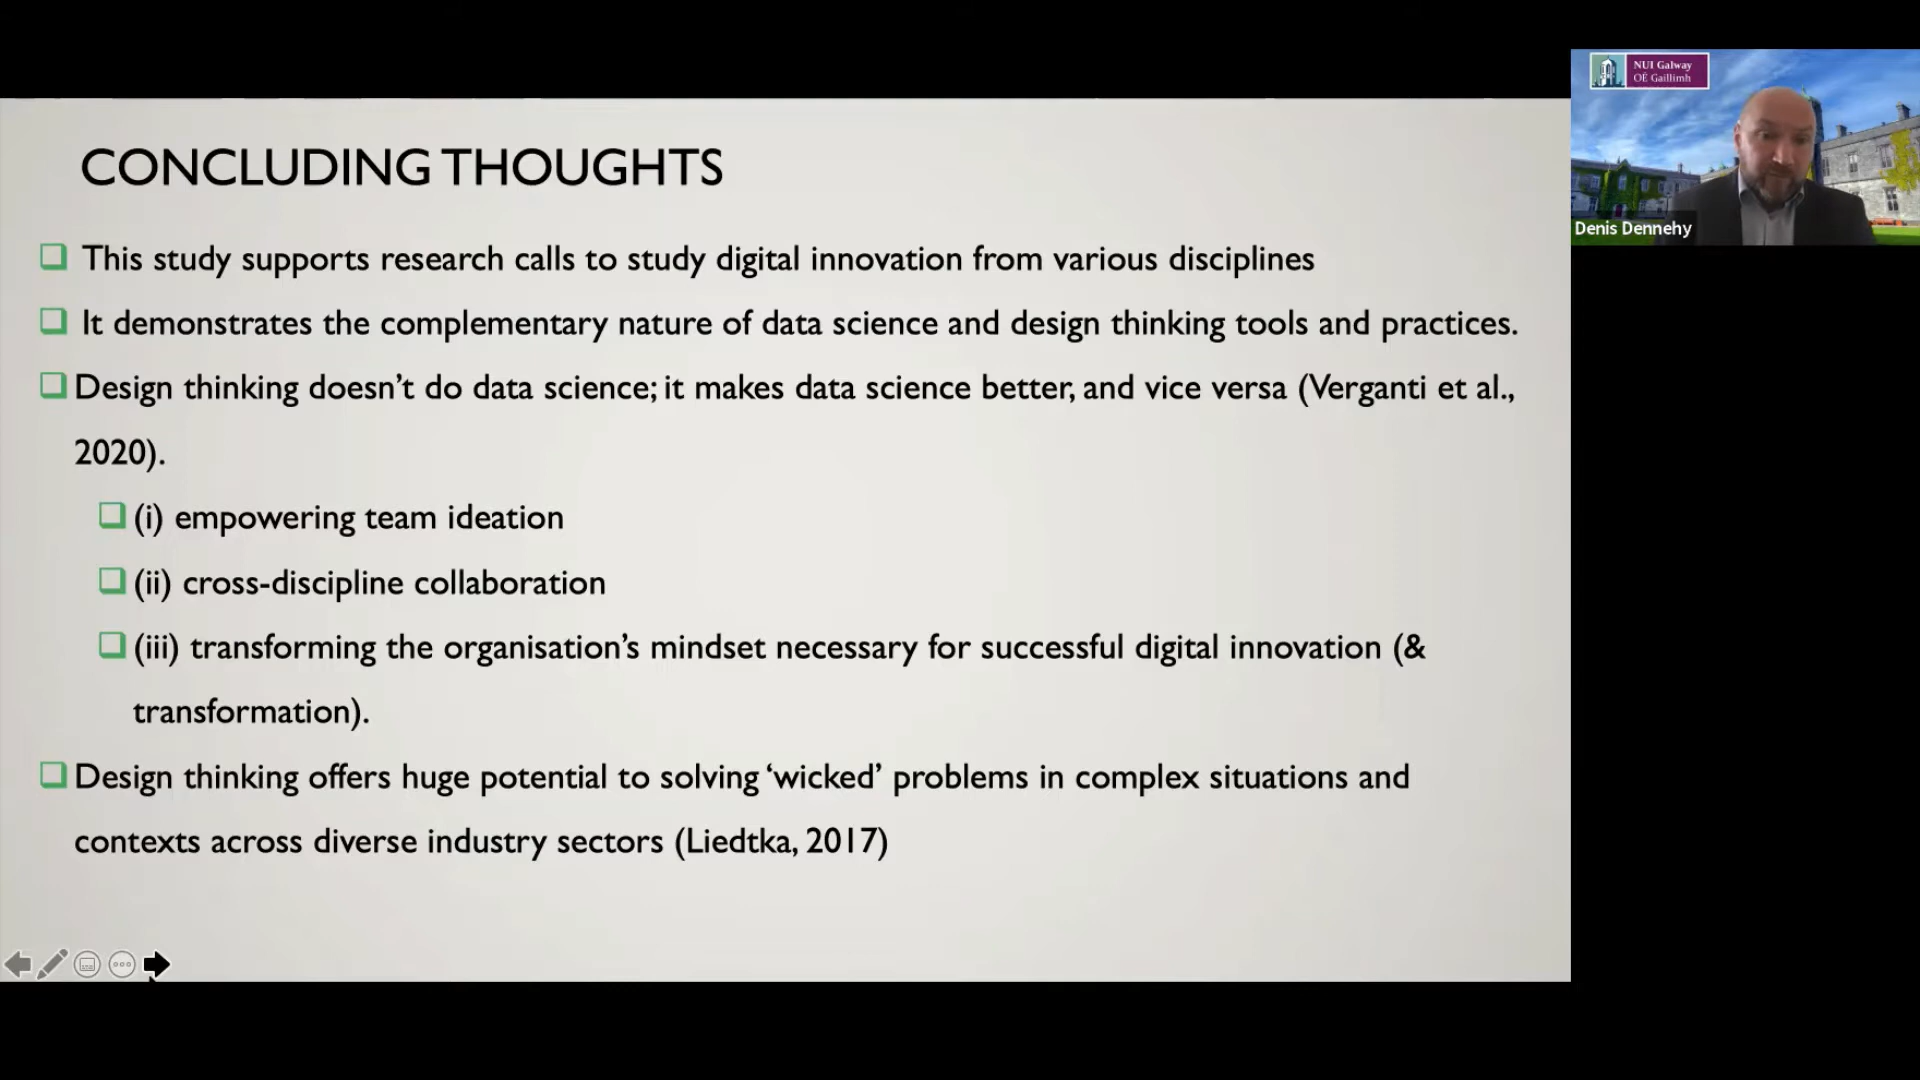 CONCLUDING THOUGHTS
This study supports research calls to study digital innovation from various disciplines
It demonstrates the complementary nature of data science and design thinking tools and practices.
Design thinking doesn’t do data science; it makes data science better, and vice versa (Verganti et al.,
2020).
(i) empowering team ideation
(ii) cross-discipline collaboration
(iii) transforming the organisation’s mindset necessary for successful digital innovation (&
transformation).
Design thinking offers huge potential to solving ‘wicked’ problems in complex situations and
contexts across diverse industry sectors (Liedtka, 2017)
NUI Galway
OÉ Gaillimh
Denis Dennehy